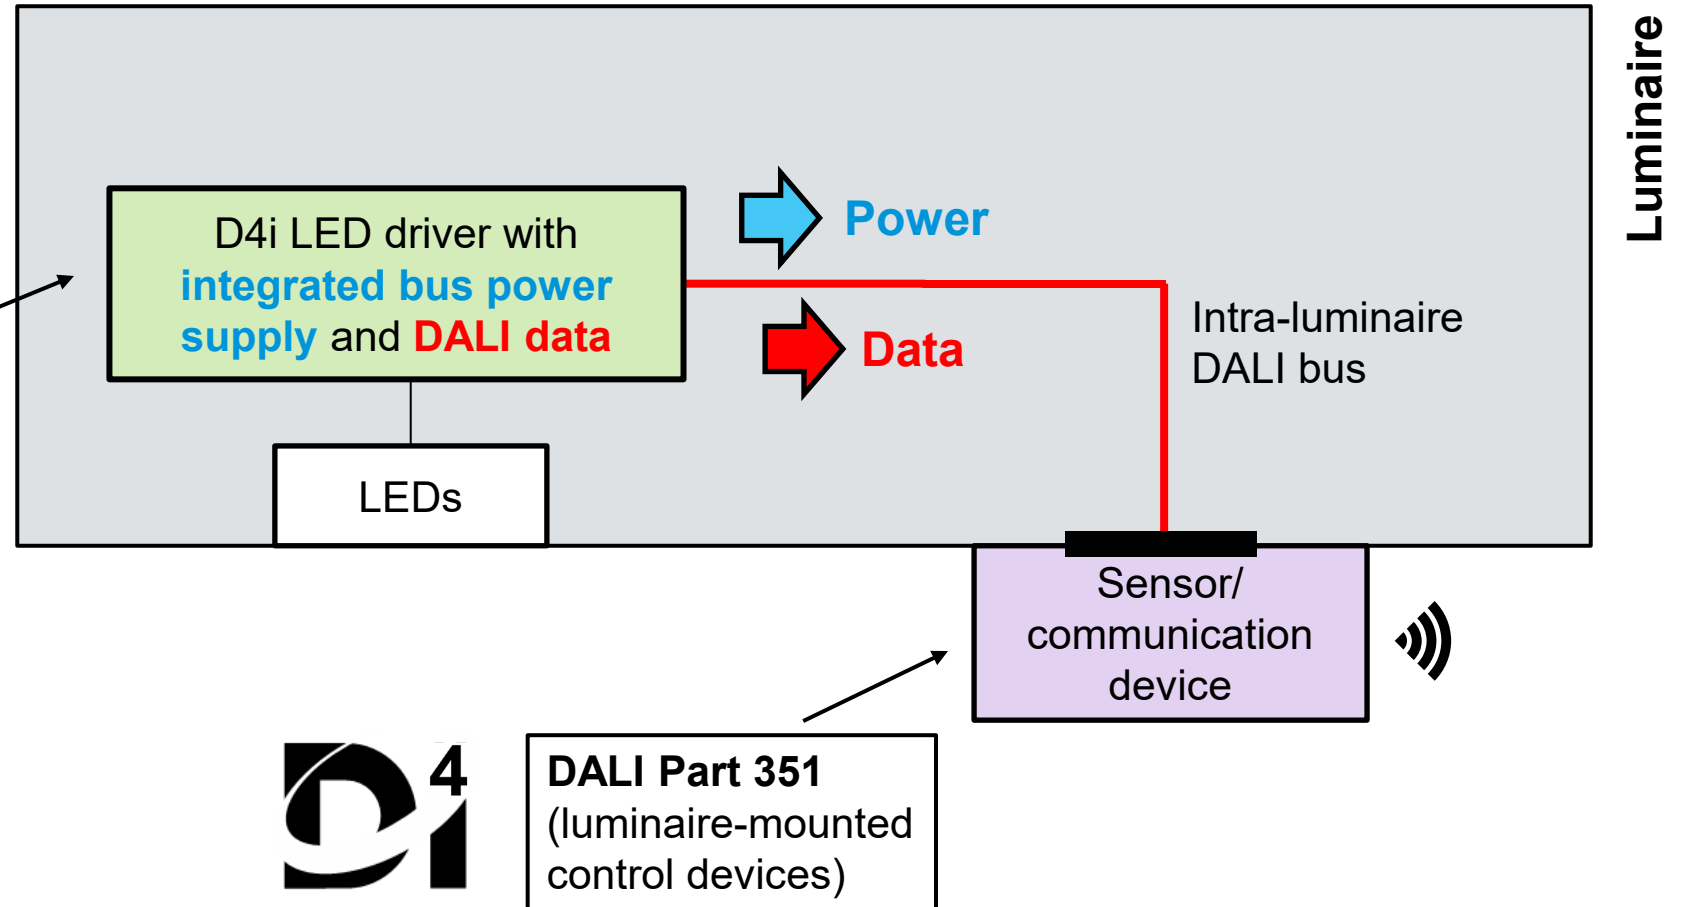 Luminaire
D4i LED driver with
integrated bus power
supply and DALI data
Power
Data
Intra-luminaire
DALI bus
LEDs
Sensor/
communication
device
D4i
DALI Part 351
(luminaire-mounted
control devices)